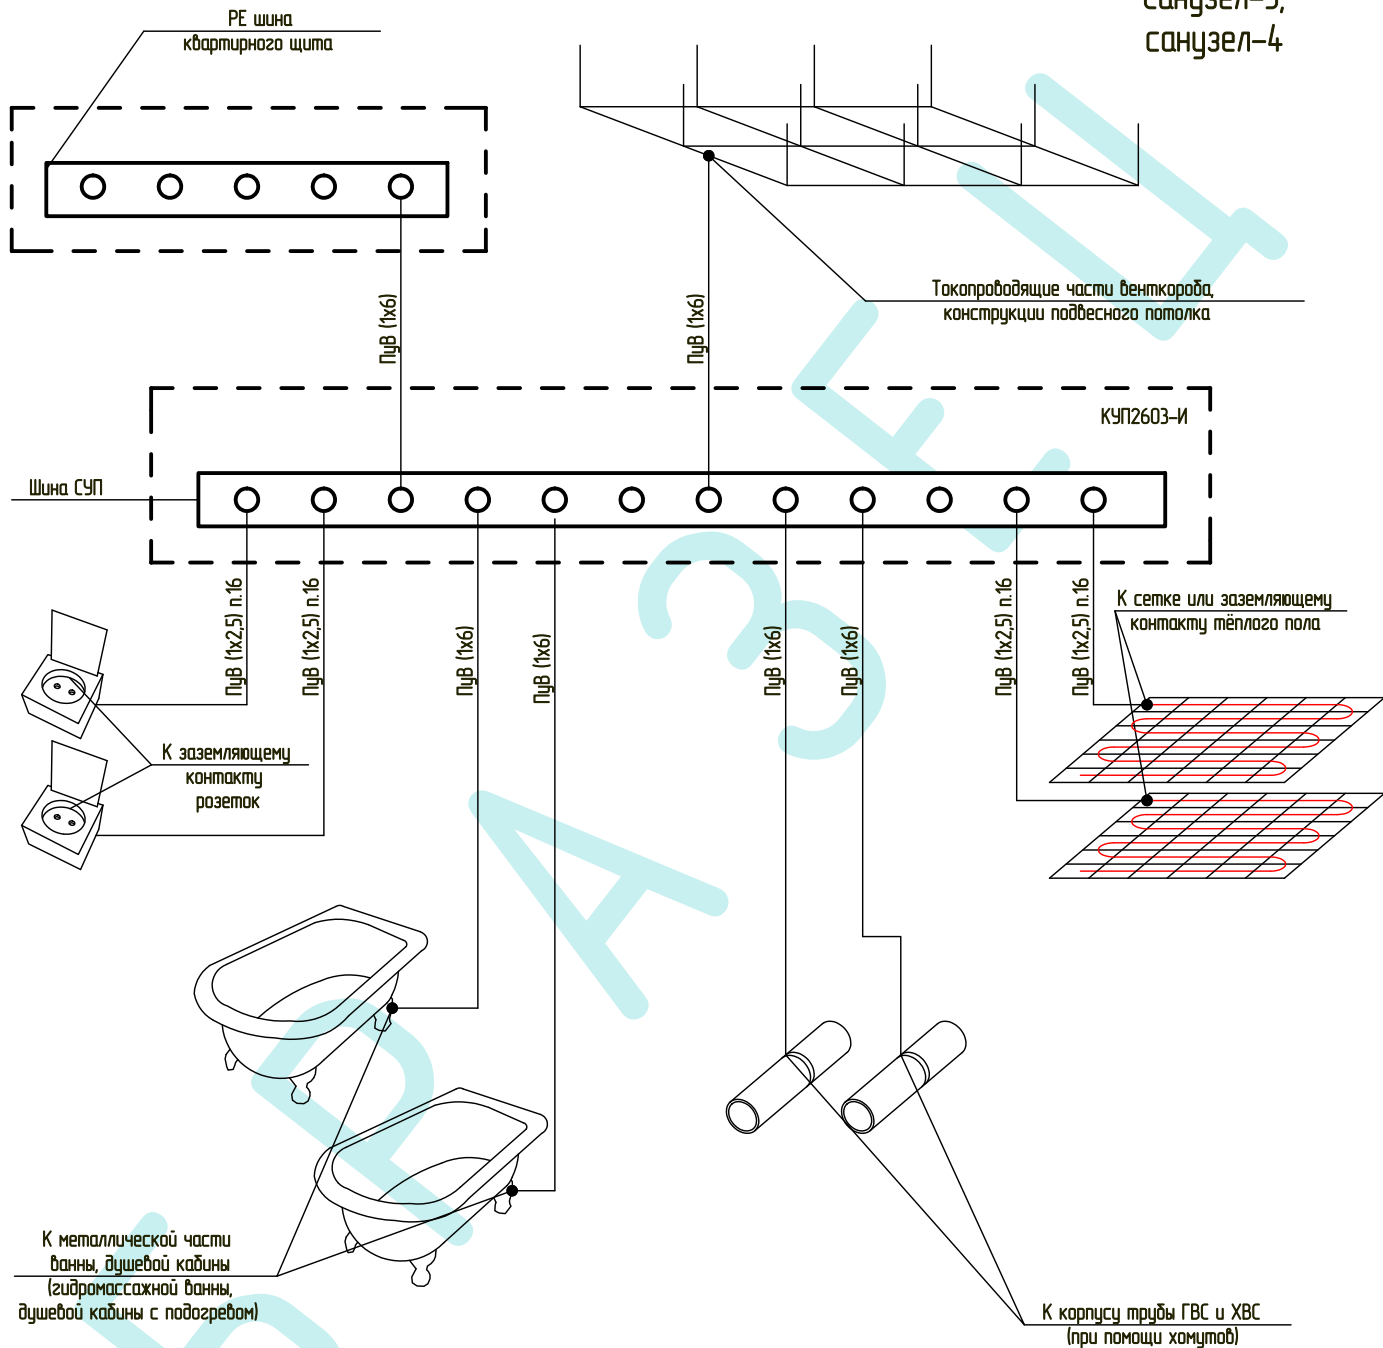 санузел-3,
санузел-4
PE шина
квартирного щита
Токопроводящие части венткороба,
конструкции подвесного потолка
ПуВ (1х6)
ПуВ (1х6)
КУП2603-И
Шина СУП
ПуВ (1х2,5) п.16
ПуВ (1х2,5) п.16
ПуВ (1х6)
ПуВ (1х6)
ПуВ (1х6)
ПуВ (1х6)
ПуВ (1х2,5) п.16
ПуВ (1х2,5) п.16
К сетке или заземляющему
контакту тёплого пола
К заземляющему
контакту
розеток
К металлической части
ванны, душевой кабины
(гидромассажной ванны,
душевой кабины с подогревом)
К корпусу трубы ГВС и ХВС
(при помощи хомутов)
ОБРАЗЕЦ